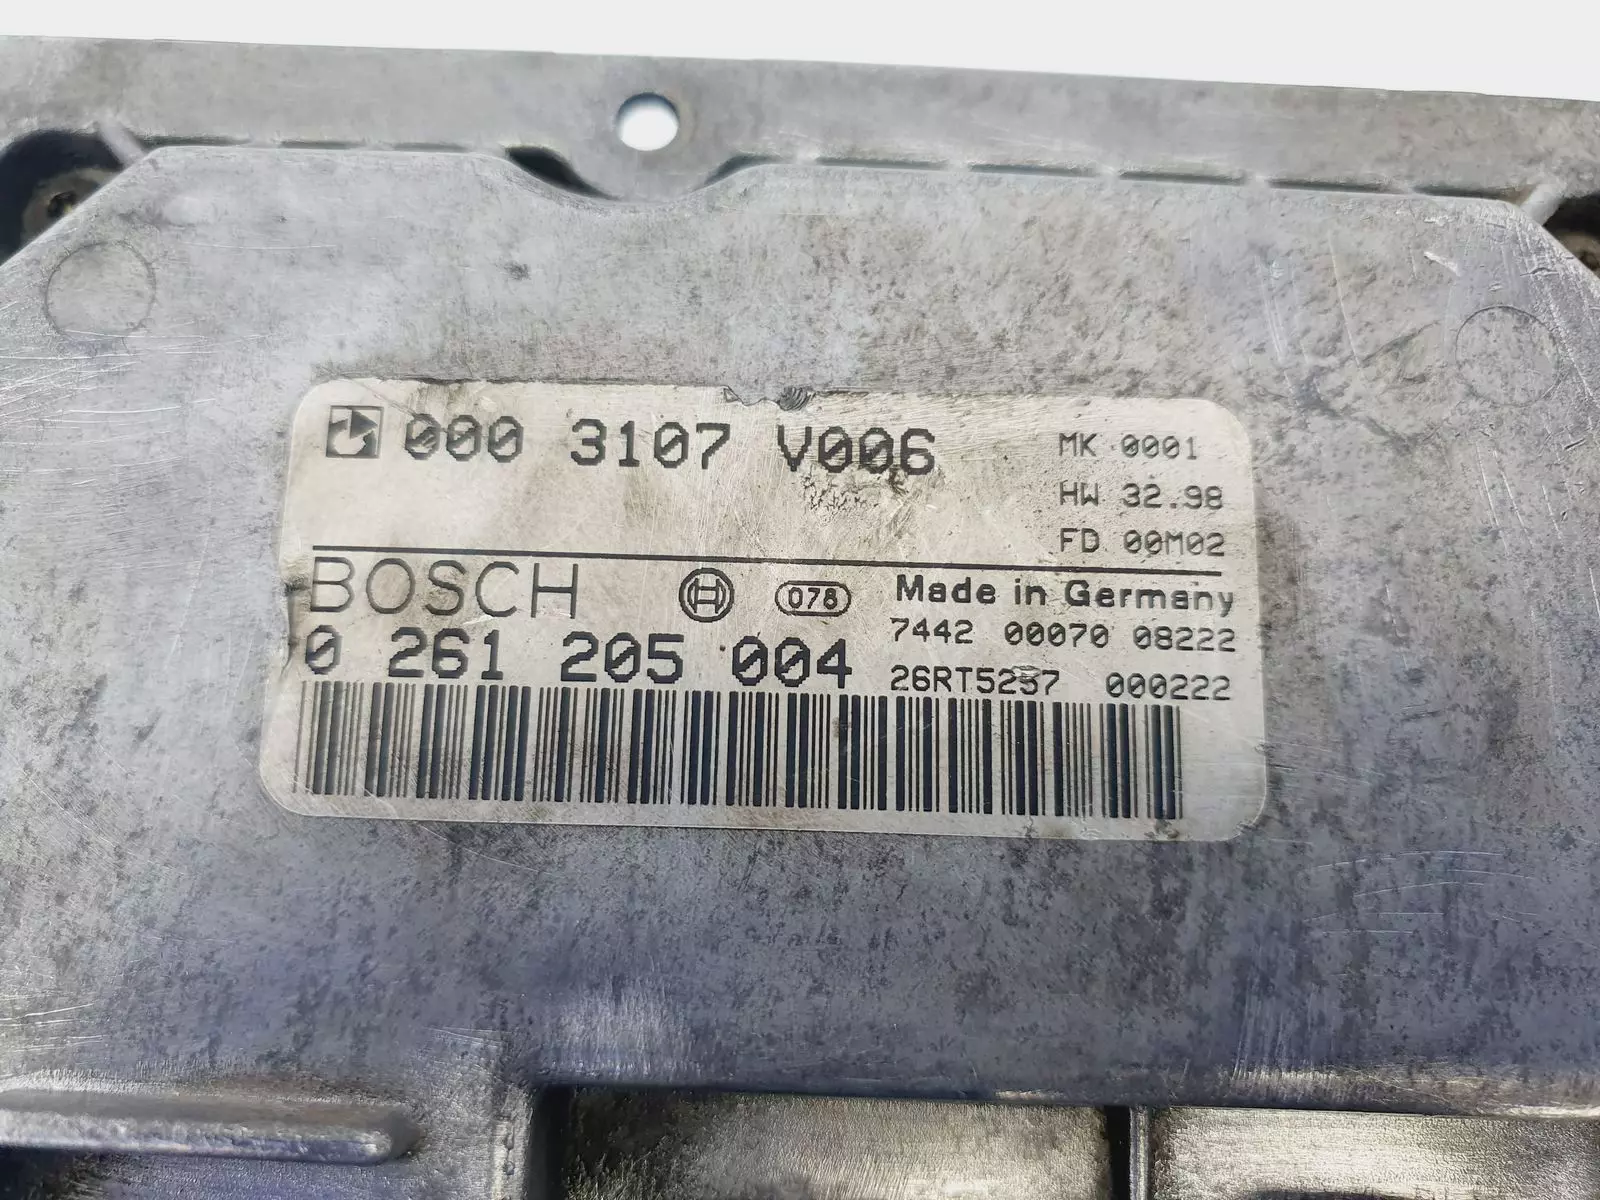 000 3107 V006
MK 0001
HW 32.98
FD 00M02
BOSCH 078 Made in Germany
7442 00070 08222
0 261 205 004
26RT5237 000222